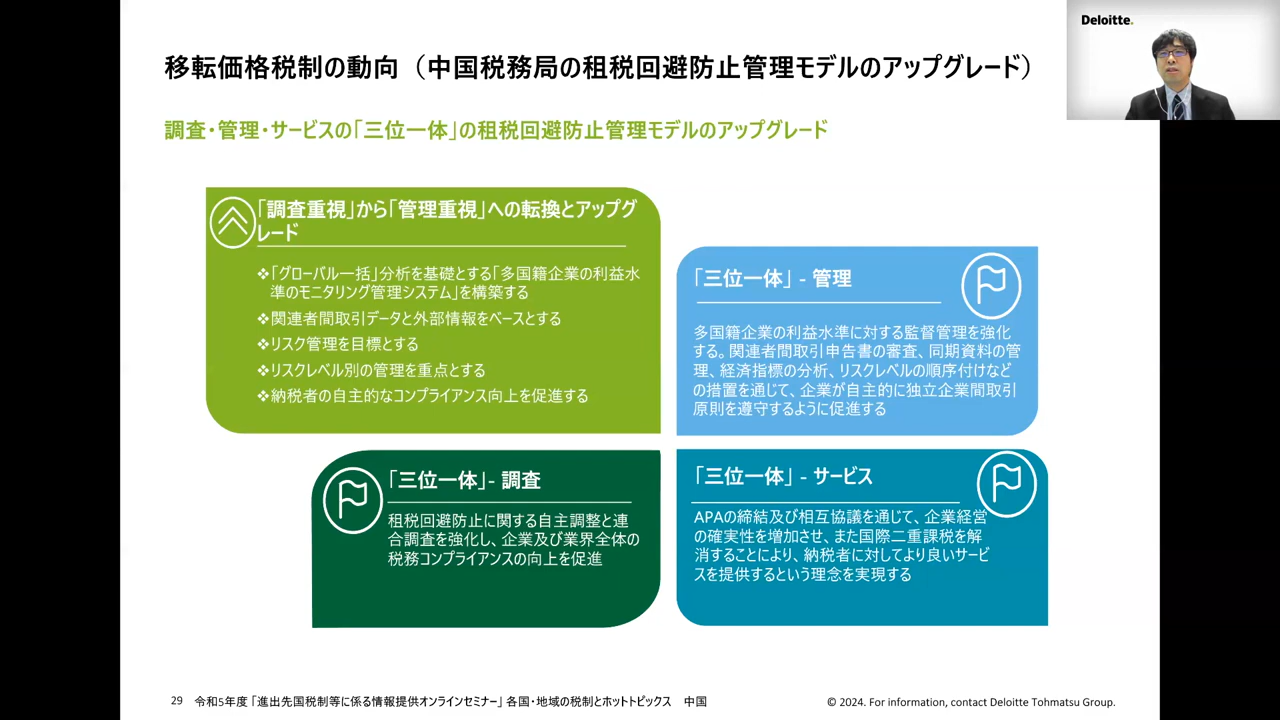 Deloitte.
移転価格税制の動向（中国税務局の租税回避防止管理モデルのアップグレード）
調査・管理・サービスの「三位一体」の租税回避防止管理モデルのアップグレード
「調査重視」から「管理重視」への転換とアップグ
レード
❖「グローバル一括」分析を基礎とする「多国籍企業の利益水
準のモニタリング管理システム」を構築する
❖関連者間取引データと外部情報をベースとする
❖リスク管理を目標とする
❖リスクレベル別の管理を重点とする
❖納税者の自主的なコンプライアンス向上を促進する
「三位一体」 - 管理
多国籍企業の利益水準に対する監督管理を強化
する。関連者間取引申告書の審査、同期資料の管
理、経済指標の分析、リスクレベルの順序付けなど
の措置を通じて、企業が自主的に独立企業間取引
原則を遵守するように促進する
「三位一体」- 調査
租税回避防止に関する自主調整と連
合調査を強化し、企業及び業界全体の
税務コンプライアンスの向上を促進
「三位一体」 - サービス
APAの締結及び相互協議を通じて、企業経営
の確実性を増加させ、また国際二重課税を解
消することにより、納税者に対してより良いサービ
スを提供するという理念を実現する
29 令和5年度「進出先国税制等に係る情報提供オンラインセミナー」各国・地域の税制とホットトピックス 中国
© 2024. For information, contact Deloitte Tohmatsu Group.